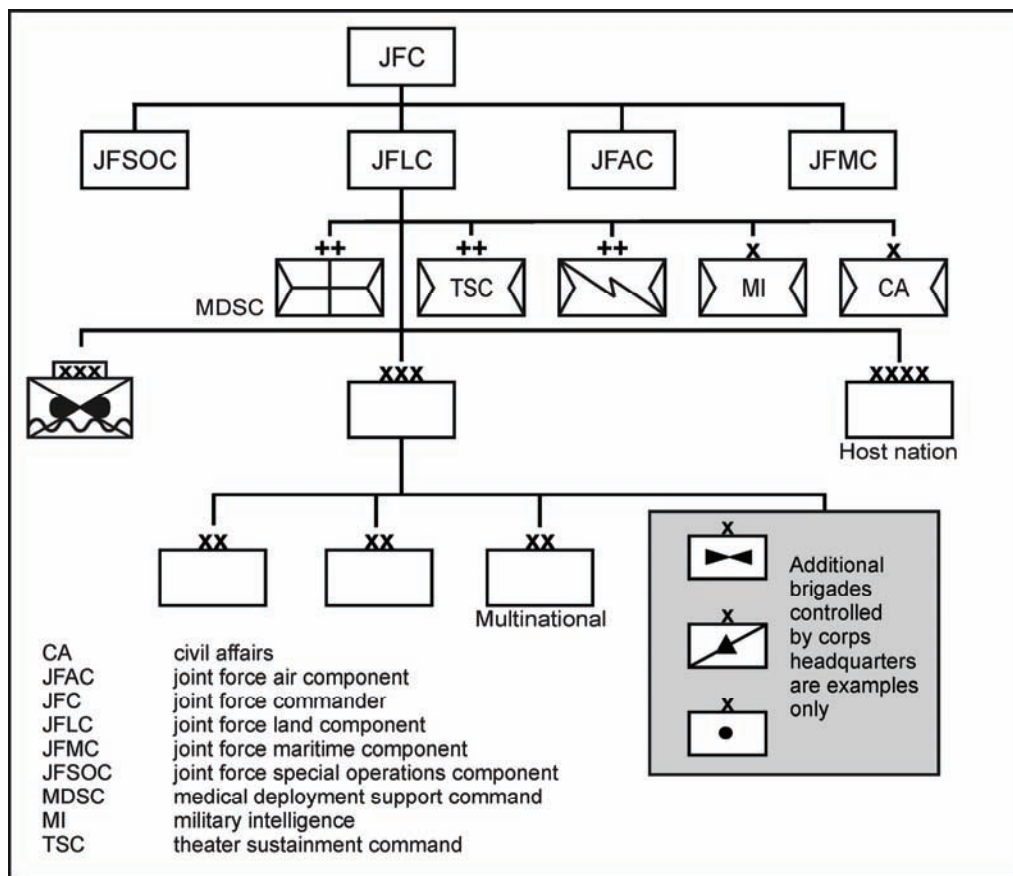 JFC
JFSOC JFLC JFAC JFMC
++ ++ ++ x x
MDSC TSC MI CA
xxx xxx xxxx
Host nation
xx xx xx
Multinational
x
x
x
Additional
brigades
controlled
by corps
headquarters
are examples
only
CA civil affairs
JFAC joint force air component
JFC joint force commander
JFLC joint force land component
JFMC joint force maritime component
JFSOC joint force special operations component
MDSC medical deployment support command
MI military intelligence
TSC theater sustainment command